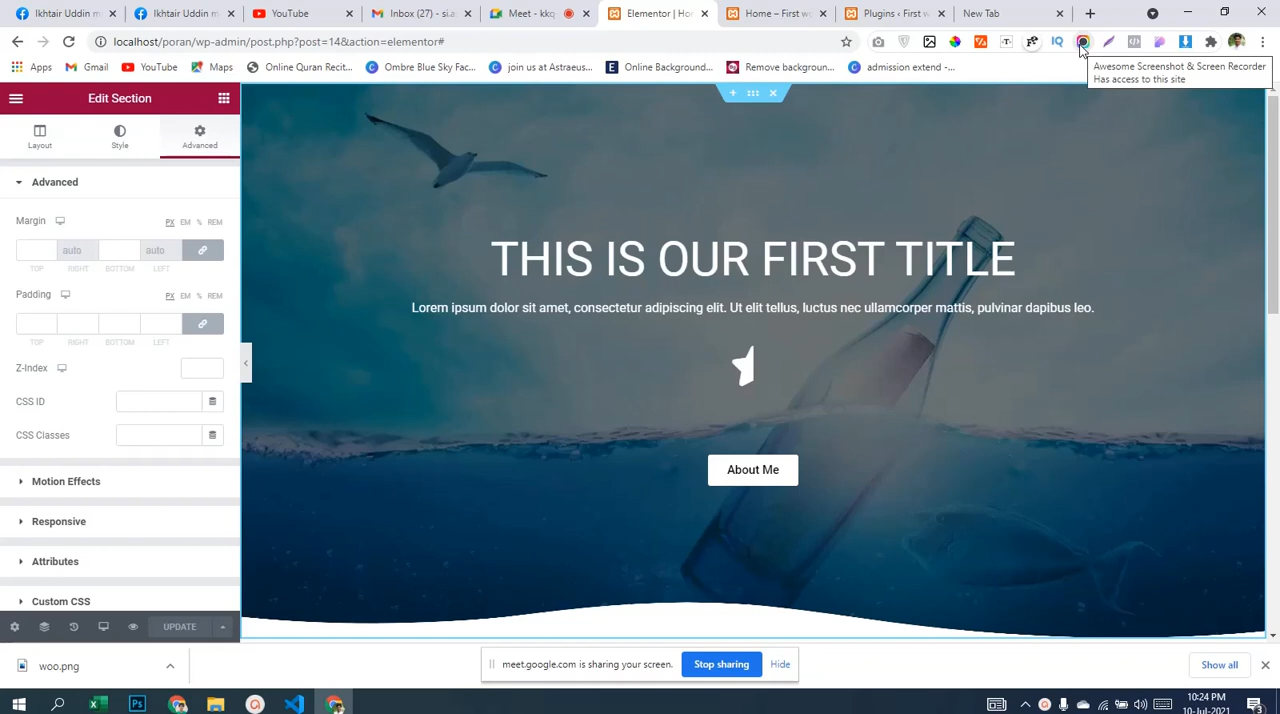 Ikhtair Uddin m
Ikhtair Uddin m
YouTube
Inbox (27) - si.a
Meet - kkq
Elementor | Ho
Home – First w
Plugins ‹ First w
New Tab
localhost/poran/wp-admin/post.php?post=14&action=elementor#
IQ
Apps
Gmail
YouTube
Maps
Online Quran Recit...
Ombre Blue Sky Fac...
join us at Astraeus...
Online Background...
Remove background...
admission extend -...
Awesome Screenshot & Screen Recorder
Has access to this site
Edit Section
Layout
Style
Advanced
Advanced
Margin
PX EM % REM
auto
auto
TOP RIGHT BOTTOM LEFT
Padding
PX EM % REM
TOP RIGHT BOTTOM LEFT
Z-Index
CSS ID
CSS Classes
Motion Effects
Responsive
Attributes
Custom CSS
UPDATE
THIS IS OUR FIRST TITLE
Lorem ipsum dolor sit amet, consectetur adipiscing elit. Ut elit tellus, luctus nec ullamcorper mattis, pulvinar dapibus leo.
About Me
woo.png
meet.google.com is sharing your screen.
Stop sharing
Hide
Show all
10:24 PM
10-Jul-2021